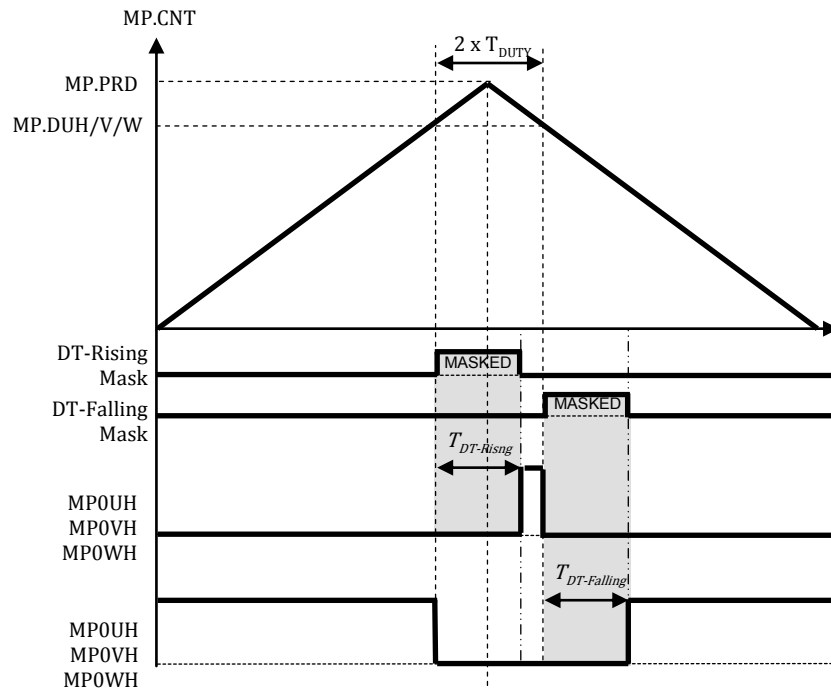 MP.CNT
2 x T_DUTY
MP.PRD
MP.DUH/V/W
DT-Rising
Mask
MASKED
DT-Falling
Mask
MASKED
T_DT-Risng
MP0UH
MP0VH
MP0WH
T_DT-Falling
MP0UH
MP0VH
MP0WH